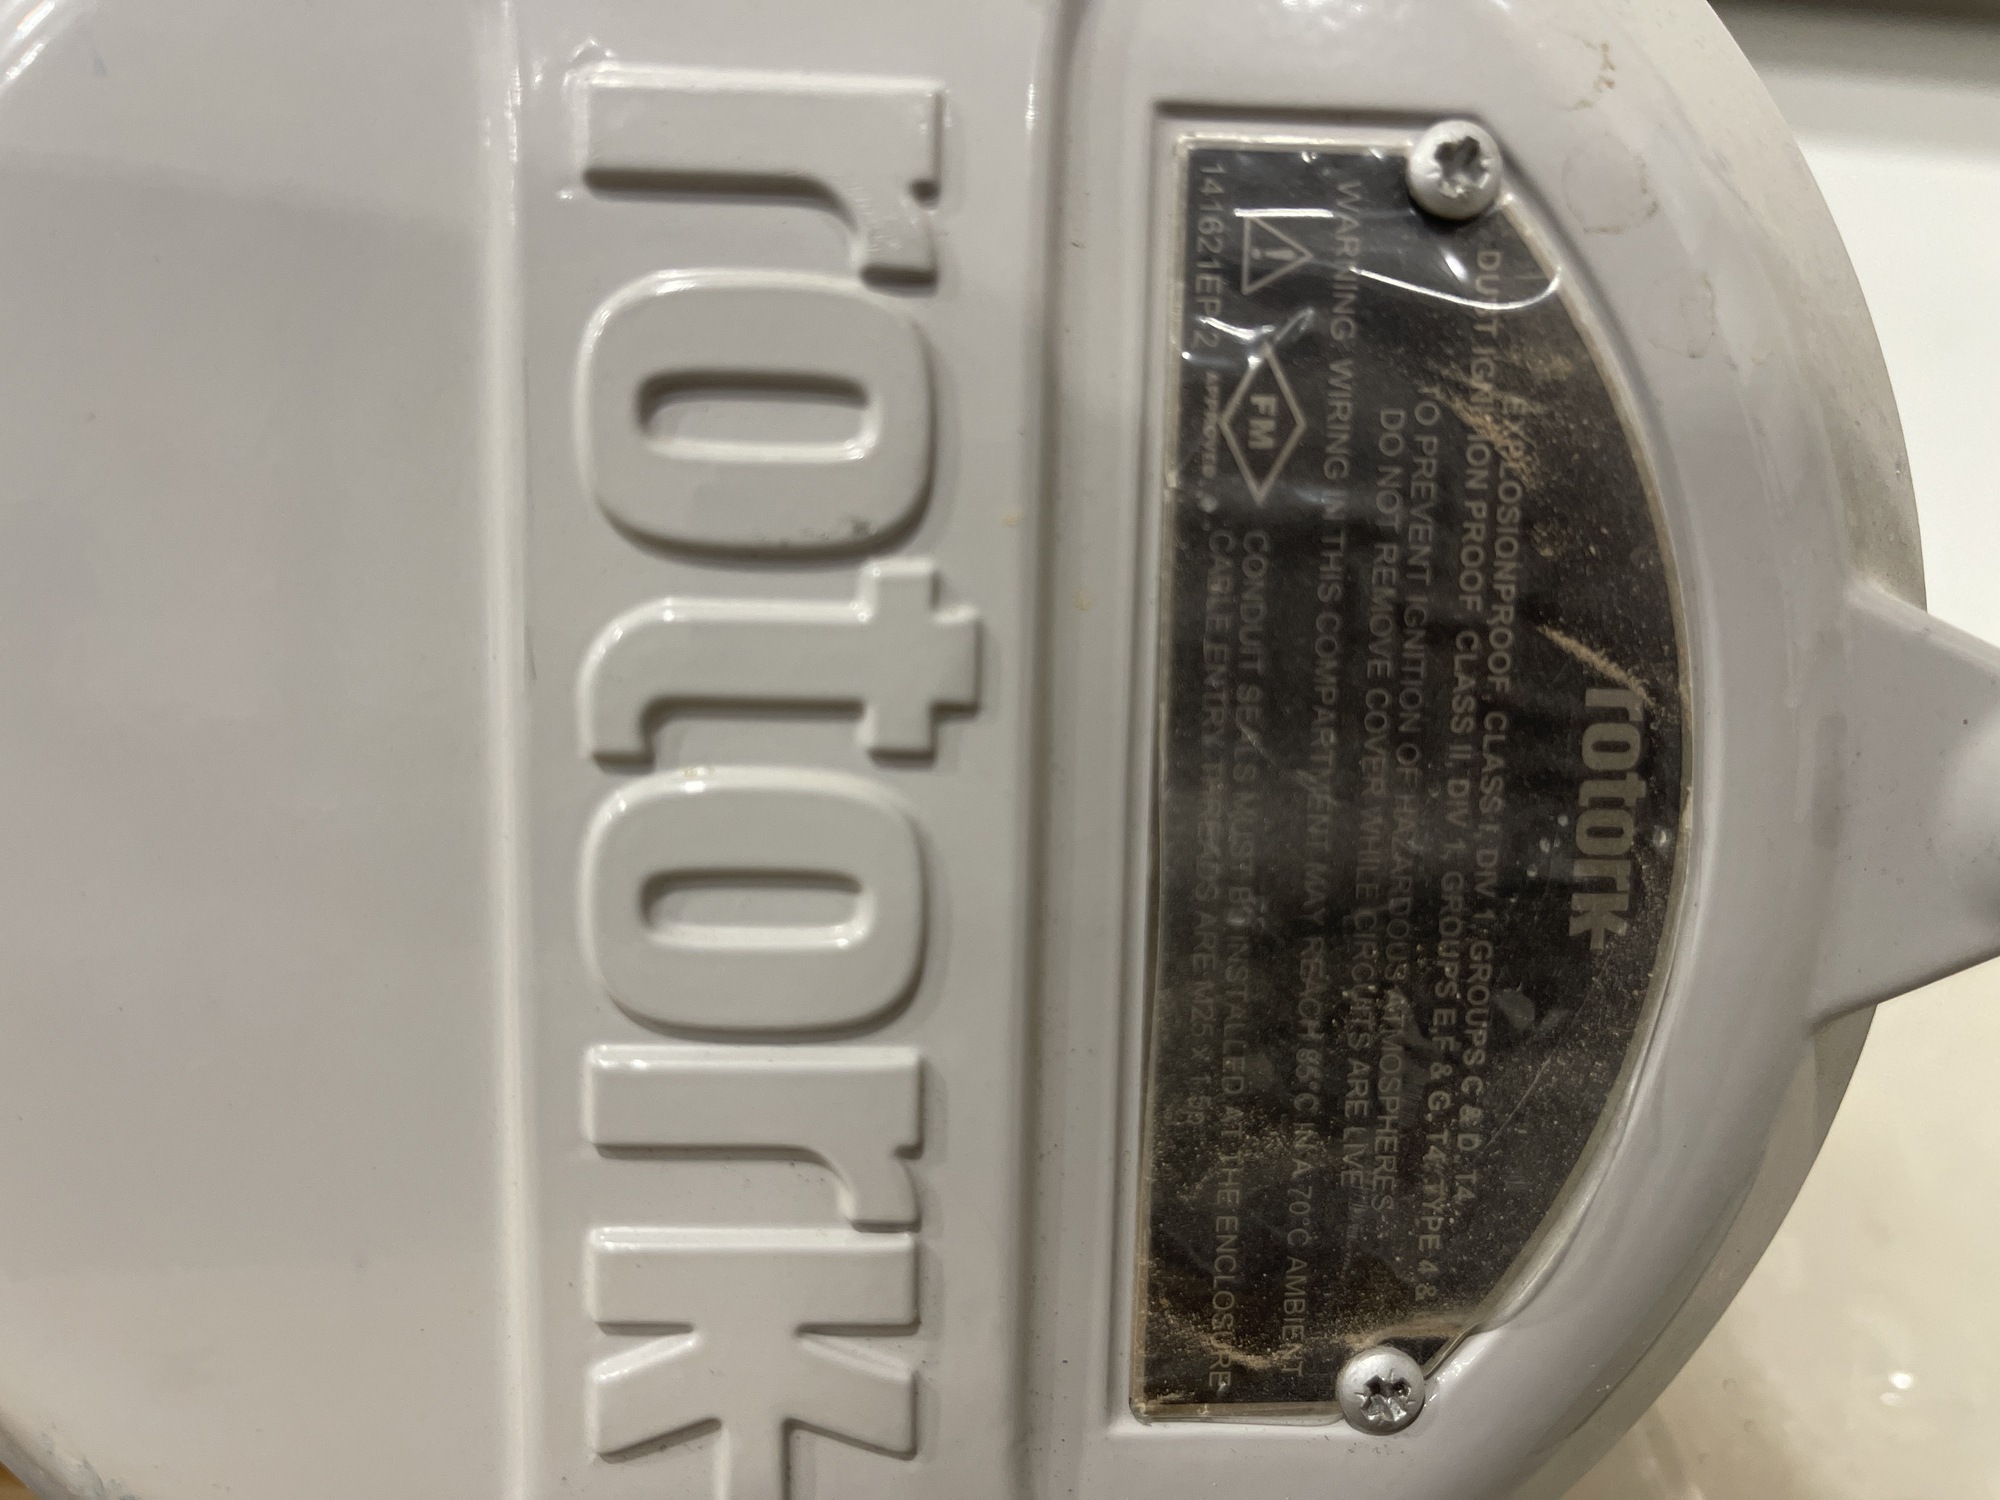 rotork
rotork
EXPLOSIONPROOF, CLASS I, DIV 1, GROUPS C & D, T4.
DUST IGNITION PROOF CLASS II, DIV 1, GROUPS E, F & G, T4, TYPE 4 &
TO PREVENT IGNITION OF HAZARDOUS ATMOSPHERES
DO NOT REMOVE COVER WHILE CIRCUITS ARE LIVE
WARNING WIRING IN THIS COMPARTMENT MAY REACH °C IN A 70°C AMBIENT
CONDUIT SEALS MUST BE INSTALLED AT THE ENCLOSURE
FM
APPROVED
CABLE ENTRY THREADS ARE M25 x 1.5P